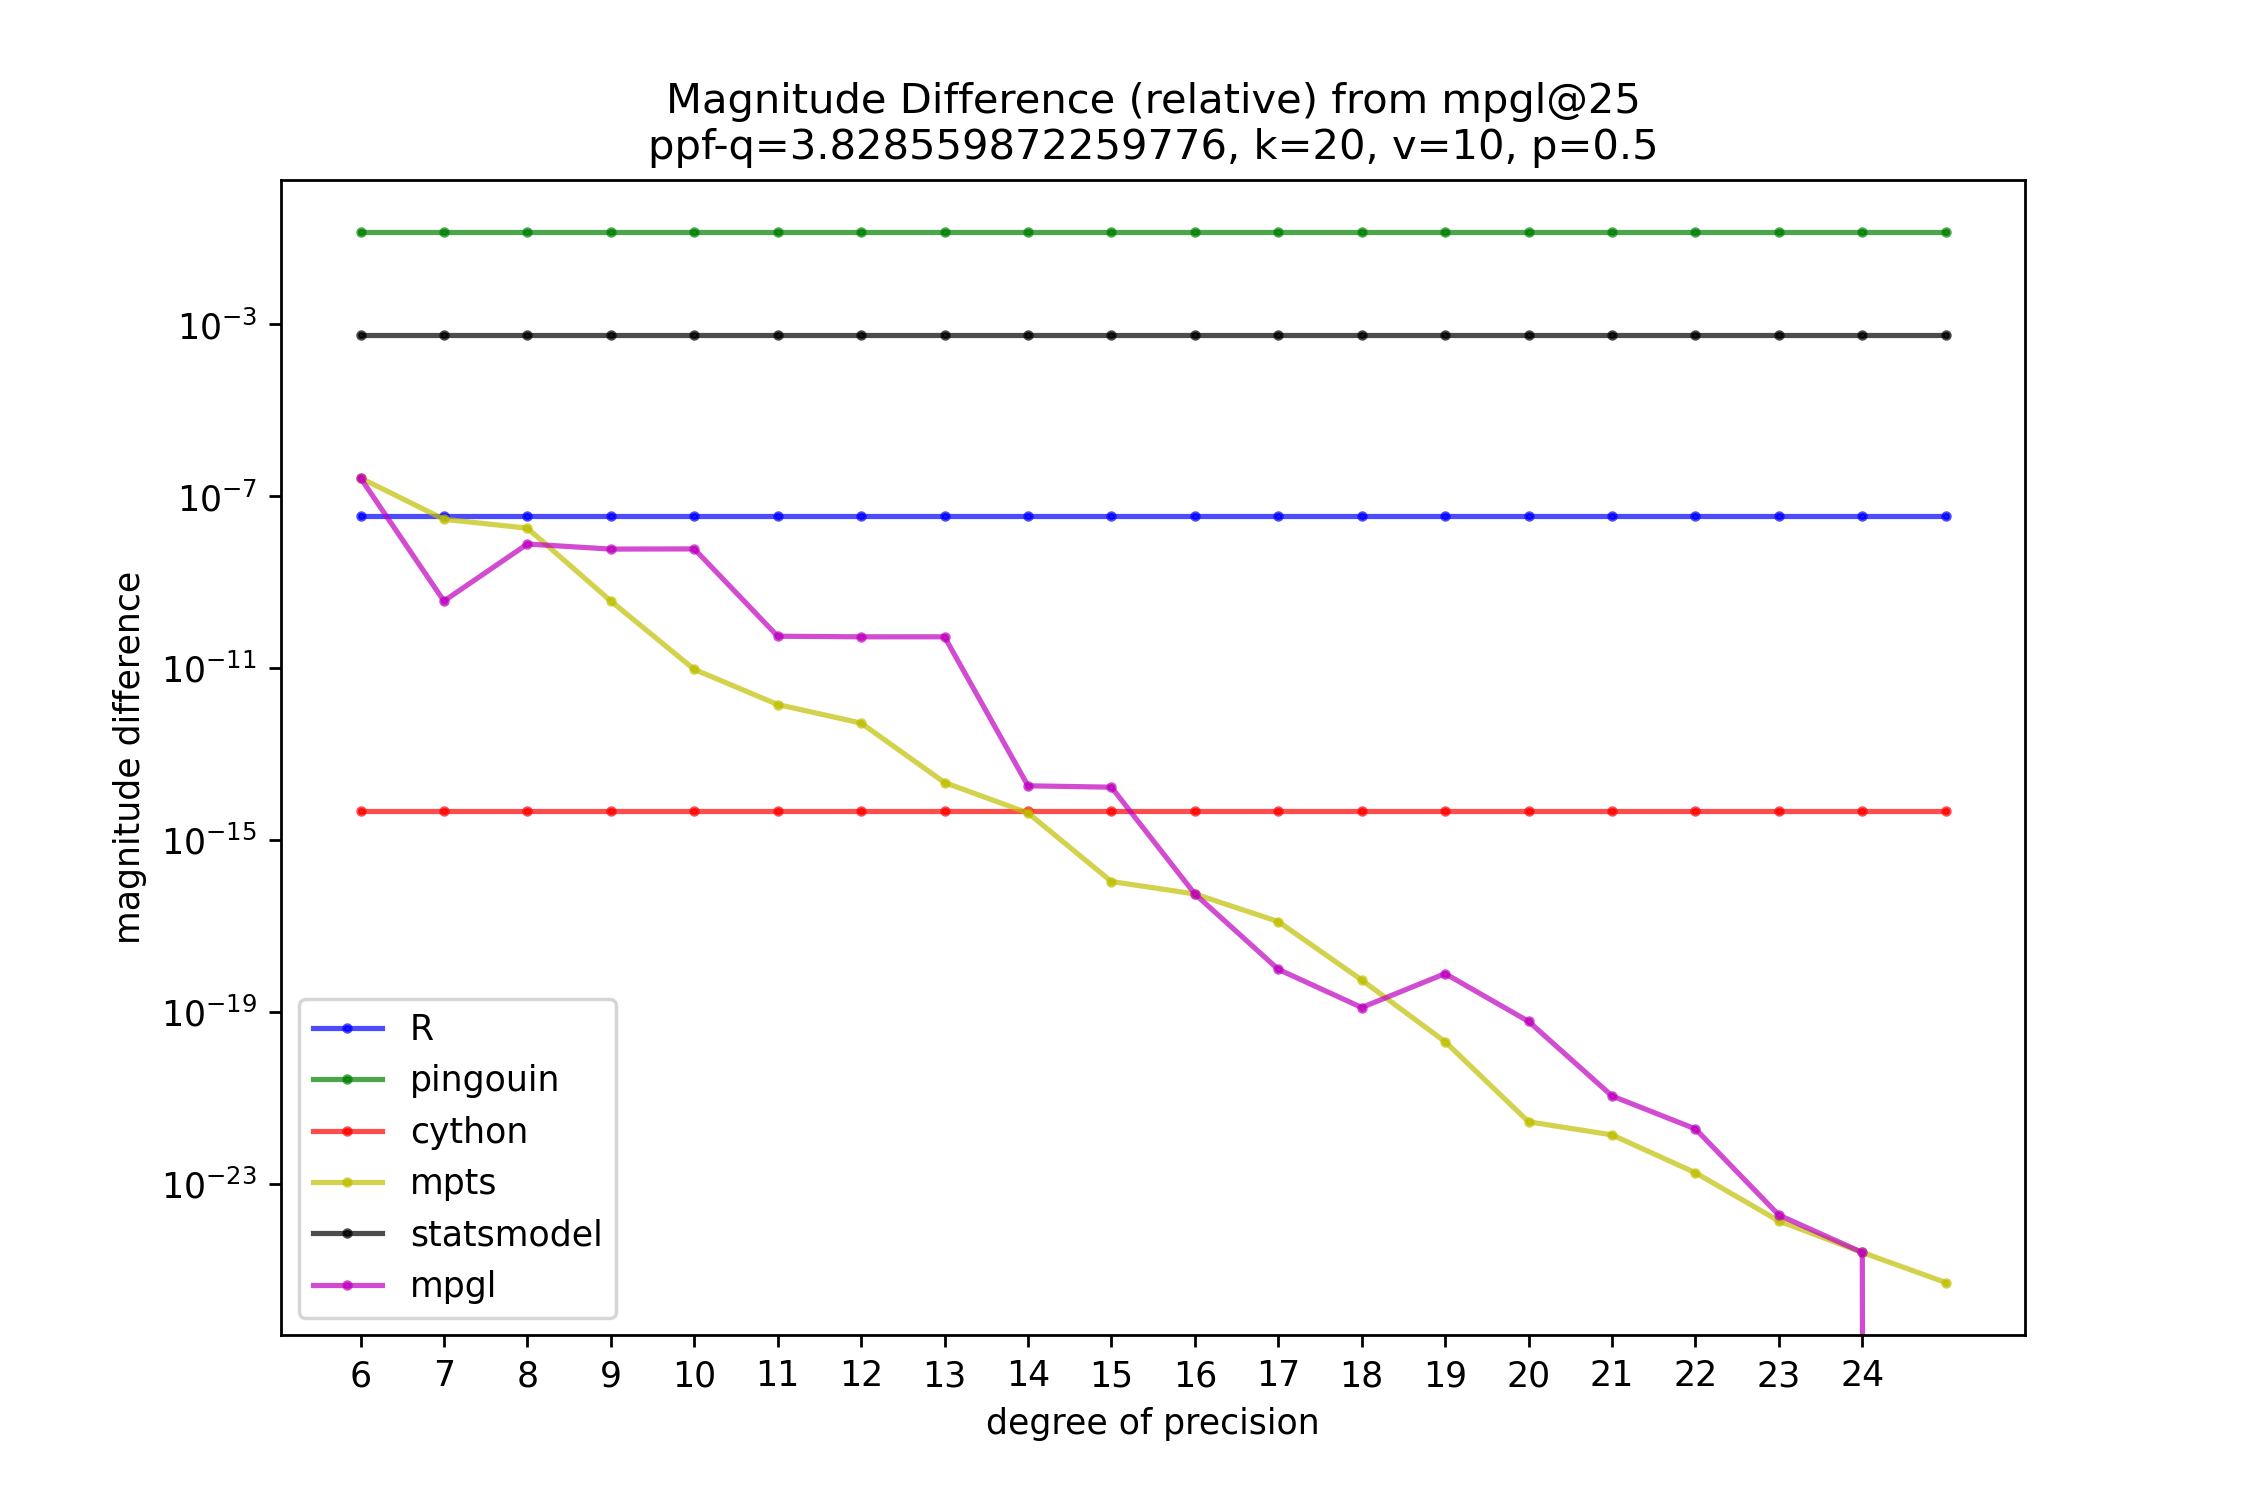 Magnitude Difference (relative) from mpgl@25
ppf-q=3.828559872259776, k=20, v=10, p=0.5
magnitude difference
10⁻³
10⁻⁷
10⁻¹¹
10⁻¹⁵
10⁻¹⁹
10⁻²³
R
pingouin
cython
mpts
statsmodel
mpgl
6 7 8 9 10 11 12 13 14 15 16 17 18 19 20 21 22 23 24
degree of precision